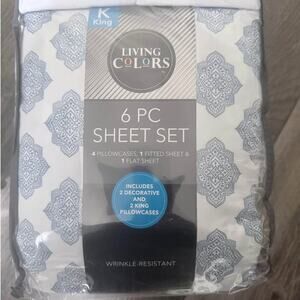 K
King
LIVING
COLORS
6 PC
SHEET SET
4 PILLOWCASES, 1 FITTED SHEET &
1 FLAT SHEET
INCLUDES
2 DECORATIVE
AND
2 KING
PILLOWCASES
WRINKLE-RESISTANT